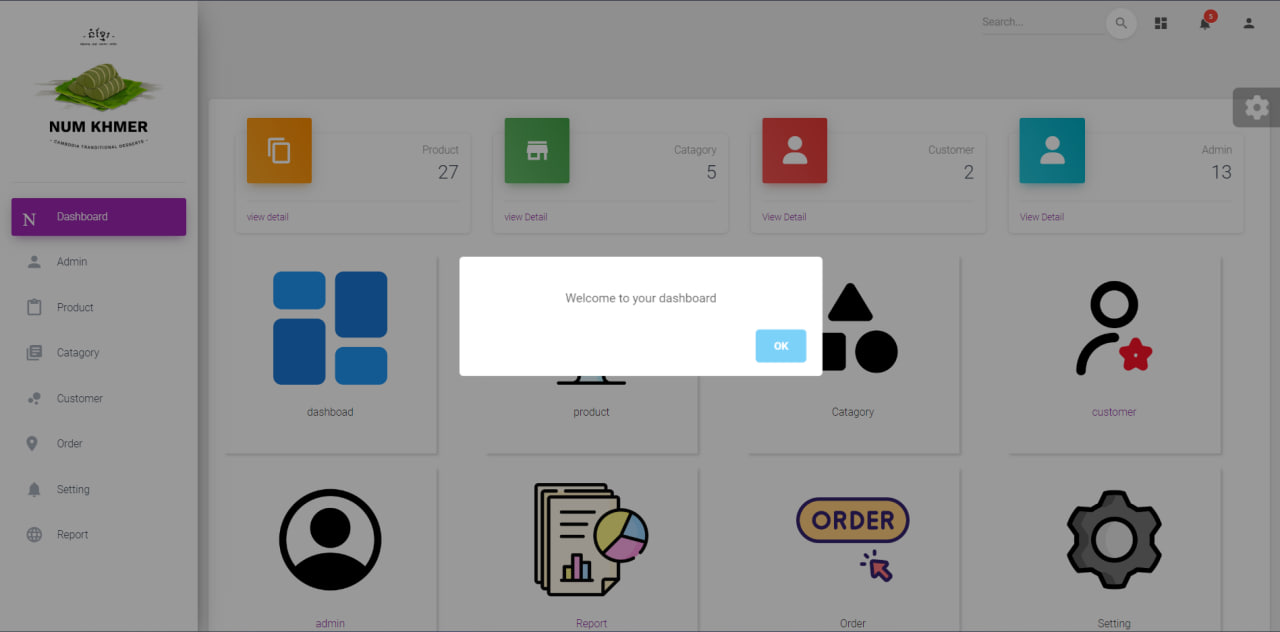 Search...
5
NUM KHMER
- CAMBODIA TRADITIONAL DESSERTS -
N Dashboard
Admin
Product
Catagory
Customer
Order
Setting
Report
Product
27
view detail
Catagory
5
view Detail
Customer
2
View Detail
Admin
13
View Detail
Welcome to your dashboard
OK
dashboad
product
Catagory
customer
ORDER
admin
Report
Order
Setting